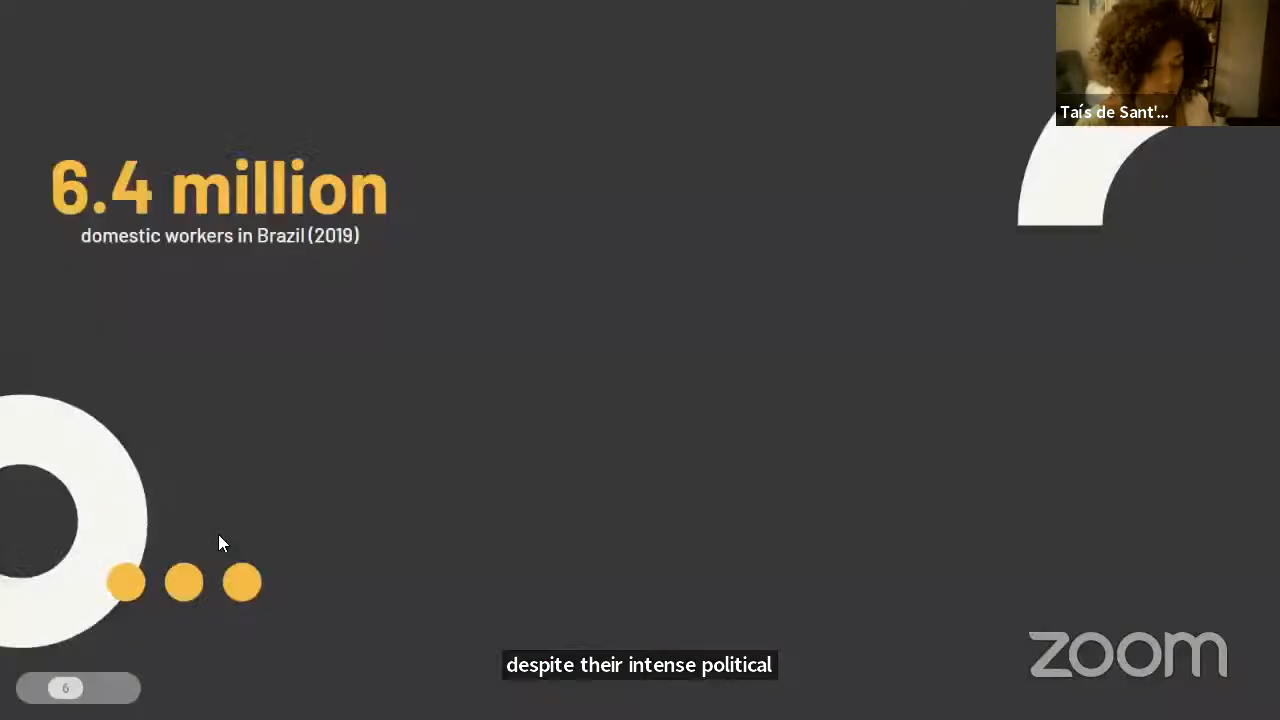 Taís de Sant'...
6.4 million
domestic workers in Brazil (2019)
despite their intense political
zoom
6